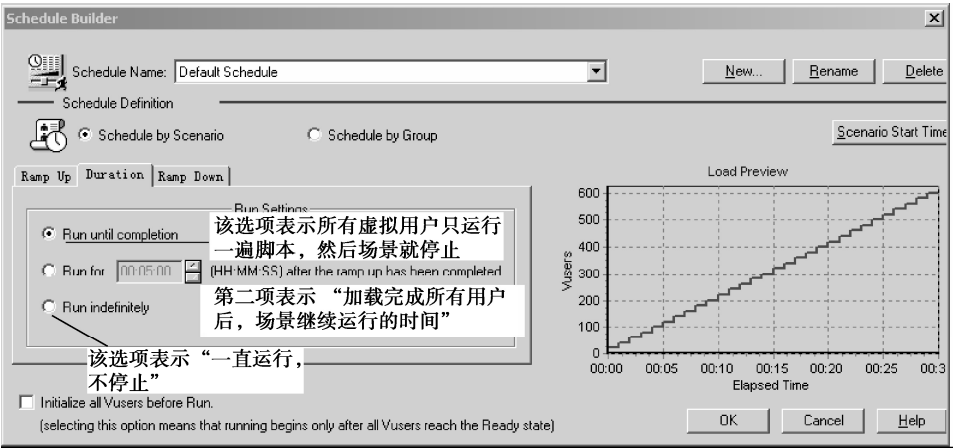 Schedule Builder
Schedule Name: Default Schedule
New... Rename Delete
Schedule Definition
Schedule by Scenario Schedule by Group
Scenario Start Time
Ramp Up Duration Ramp Down
Run Settings
Run until completion
该选项表示所有虚拟用户只运行
一遍脚本，然后场景就停止
Run for 00:05:00 (HH:MM:SS) after the ramp up has been completed
第二项表示 “加载完成所有用户
后，场景继续运行的时间”
Run indefinitely
该选项表示“一直运行，
不停止”
Initialize all Vusers before Run.
(selecting this option means that running begins only after all Vusers reach the Ready state)
Load Preview
Vusers
600
500
400
300
200
100
0
00:00 00:05 00:10 00:15 00:20 00:25 00:3
Elapsed Time
OK Cancel Help